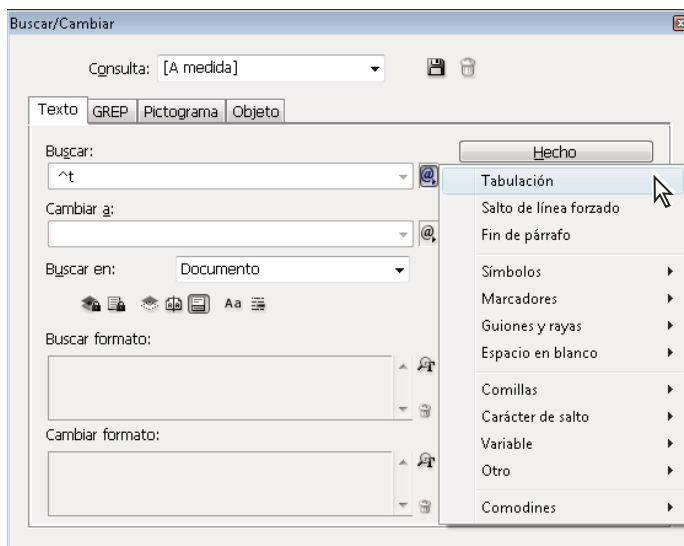 Buscar/Cambiar
Consulta: [A medida]
Texto GREP Pictograma Objeto
Buscar: Hecho
^t
Tabulación
Cambiar a: Salto de línea forzado
Fin de párrafo
Buscar en: Documento
Símbolos
Marcadores
Aa
Guiones y rayas
Buscar formato:
Espacio en blanco
Comillas
Carácter de salto
Cambiar formato:
Variable
Otro
Comodines